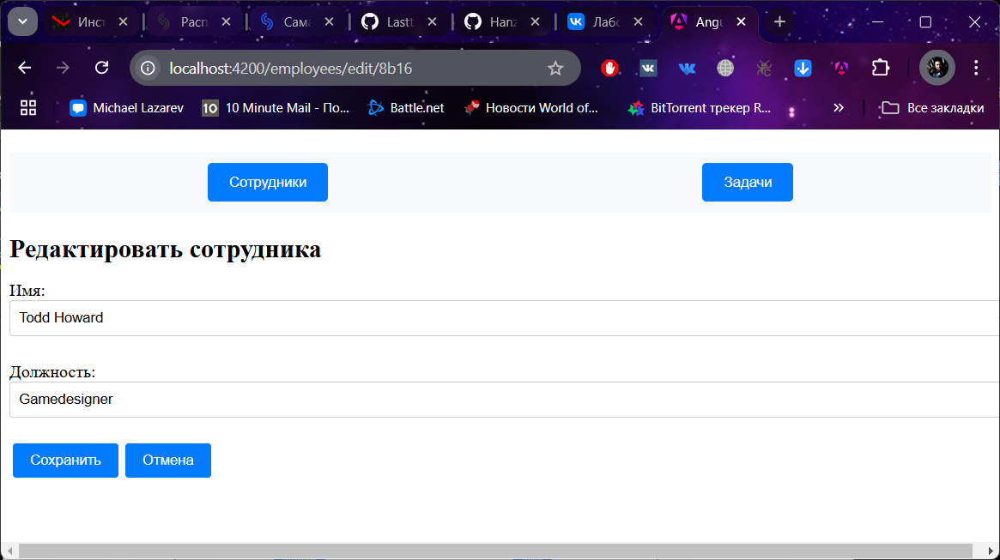 Инст Расп Сама Lastt Hanz Лабо Angu
localhost:4200/employees/edit/8b16
Michael Lazarev 10 10 Minute Mail - По... Battle.net Новости World of... BitTorrent трекер R... » Все закладки
Сотрудники Задачи
Редактировать сотрудника
Имя:
Todd Howard
Должность:
Gamedesigner
Сохранить Отмена